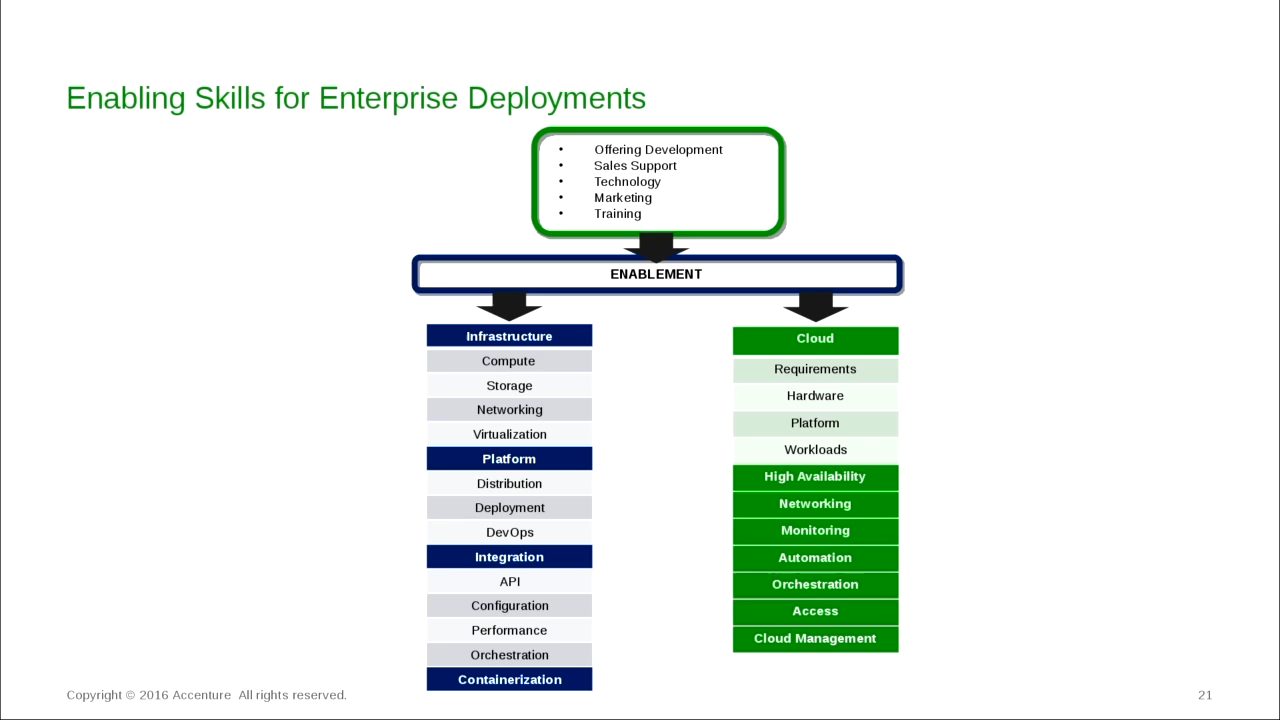 Enabling Skills for Enterprise Deployments
• Offering Development
• Sales Support
• Technology
• Marketing
• Training
ENABLEMENT
Infrastructure
Compute
Storage
Networking
Virtualization
Platform
Distribution
Deployment
DevOps
Integration
API
Configuration
Performance
Orchestration
Containerization
Cloud
Requirements
Hardware
Platform
Workloads
High Availability
Networking
Monitoring
Automation
Orchestration
Access
Cloud Management
Copyright © 2016 Accenture  All rights reserved.
21